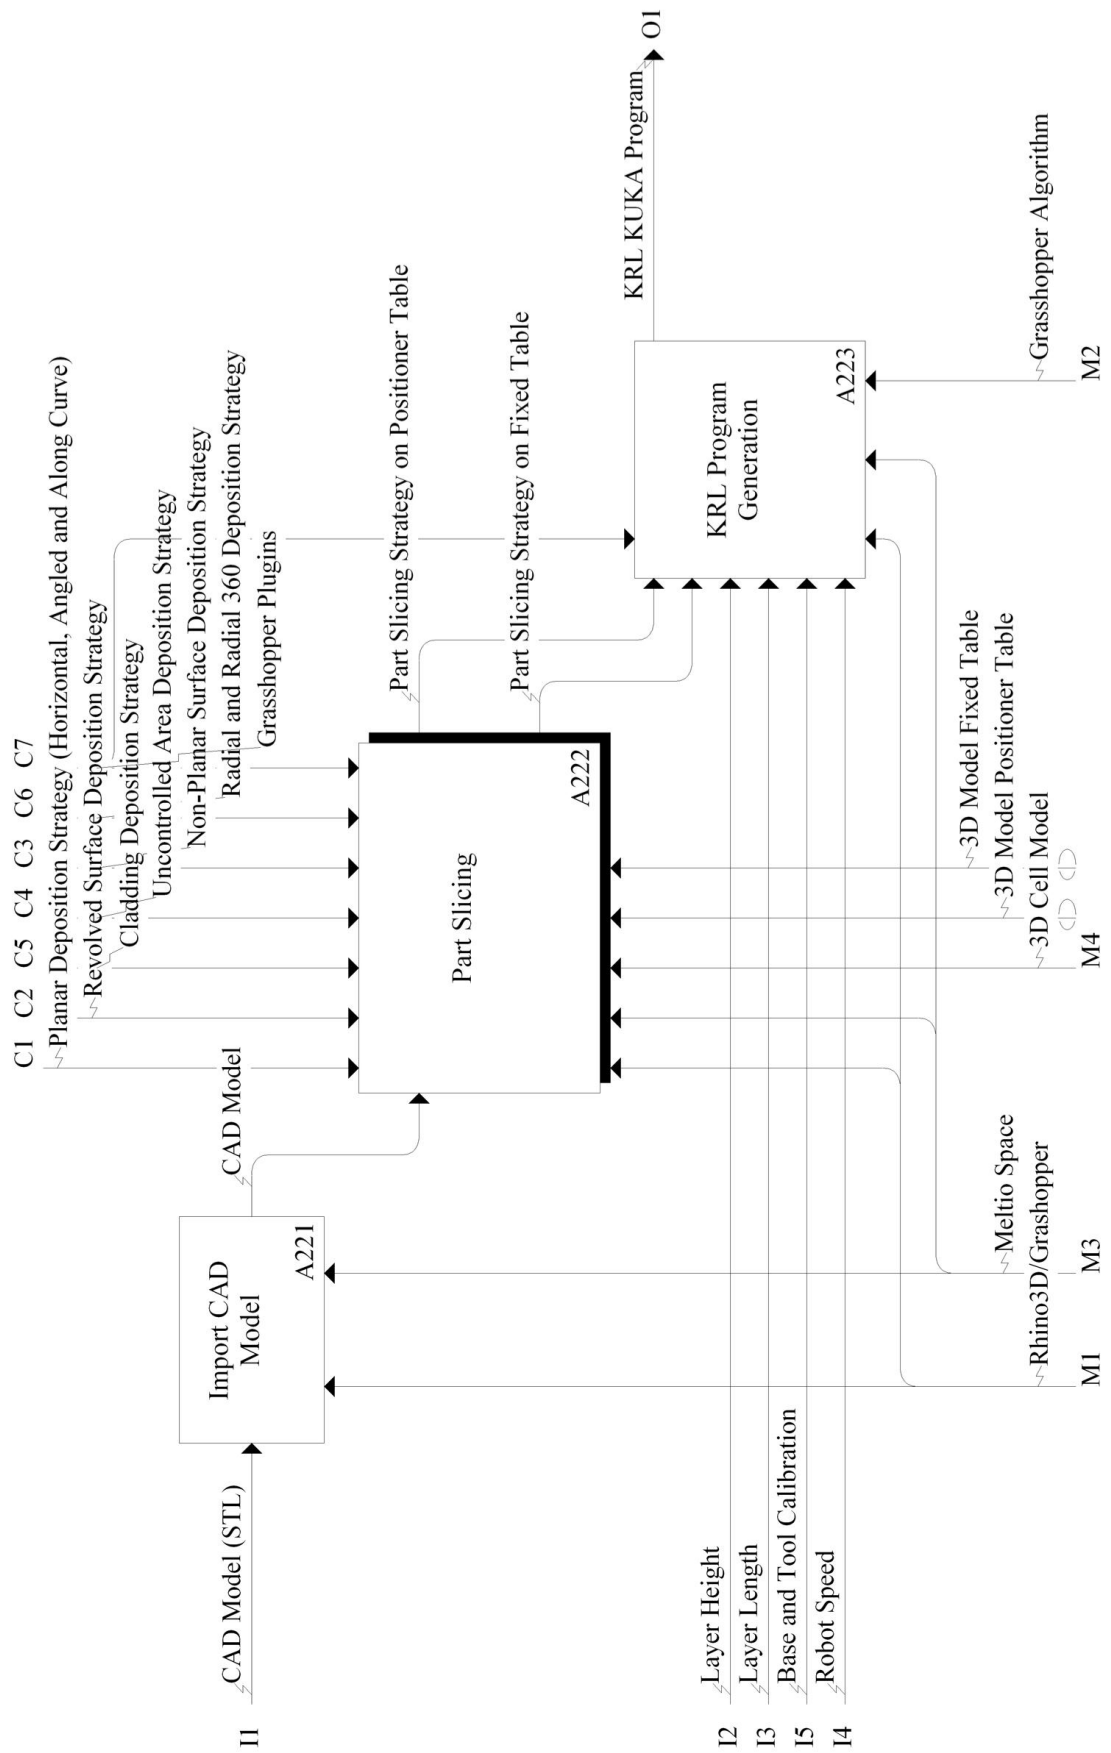 C1 C2 C5 C4 C3 C6 C7
Planar Deposition Strategy (Horizontal, Angled and Along Curve)
Revolved Surface Deposition Strategy
Cladding Deposition Strategy
Uncontrolled Area Deposition Strategy
Non-Planar Surface Deposition Strategy
Radial and Radial 360 Deposition Strategy
Grasshopper Plugins
I1
CAD Model (STL)
Import CAD
Model
A221
CAD Model
Part Slicing
A222
Part Slicing Strategy on Positioner Table
Part Slicing Strategy on Fixed Table
KRL Program
Generation
A223
KRL KUKA Program
O1
I2
Layer Height
I3
Layer Length
I5
Base and Tool Calibration
I4
Robot Speed
3D Model Fixed Table
3D Model Positioner Table
3D Cell Model
Meltio Space
Rhino3D/Grashopper
Grasshopper Algorithm
M1
M3
M4
M2